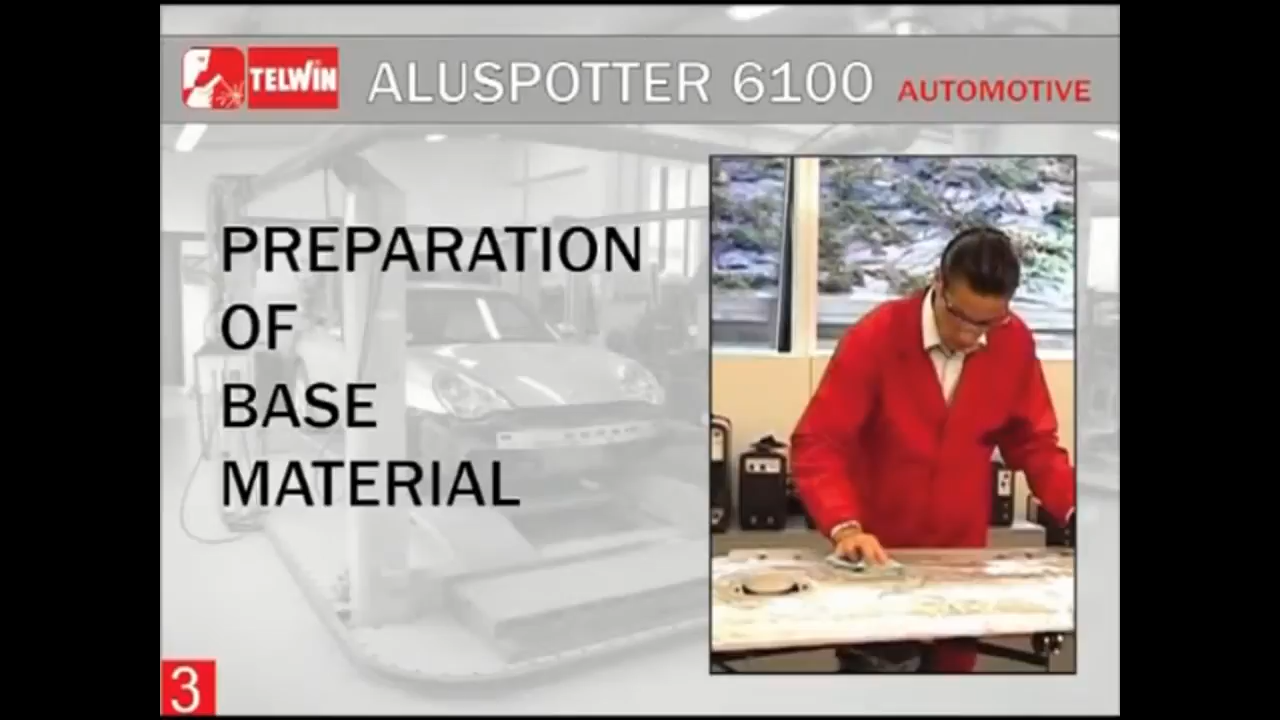 TELWIN ALUSPOTTER 6100 AUTOMOTIVE
PREPARATION
OF
BASE
MATERIAL
3